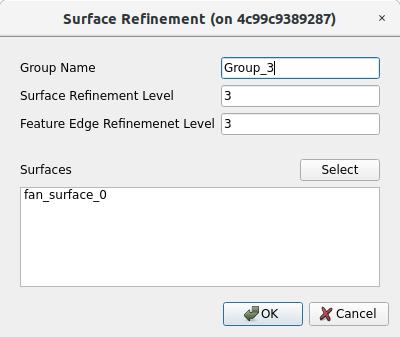 Surface Refinement (on 4c99c9389287)
×
Group Name
Group_3
Surface Refinement Level
3
Feature Edge Refinemenet Level
3
Surfaces
Select
fan_surface_0
OK
Cancel